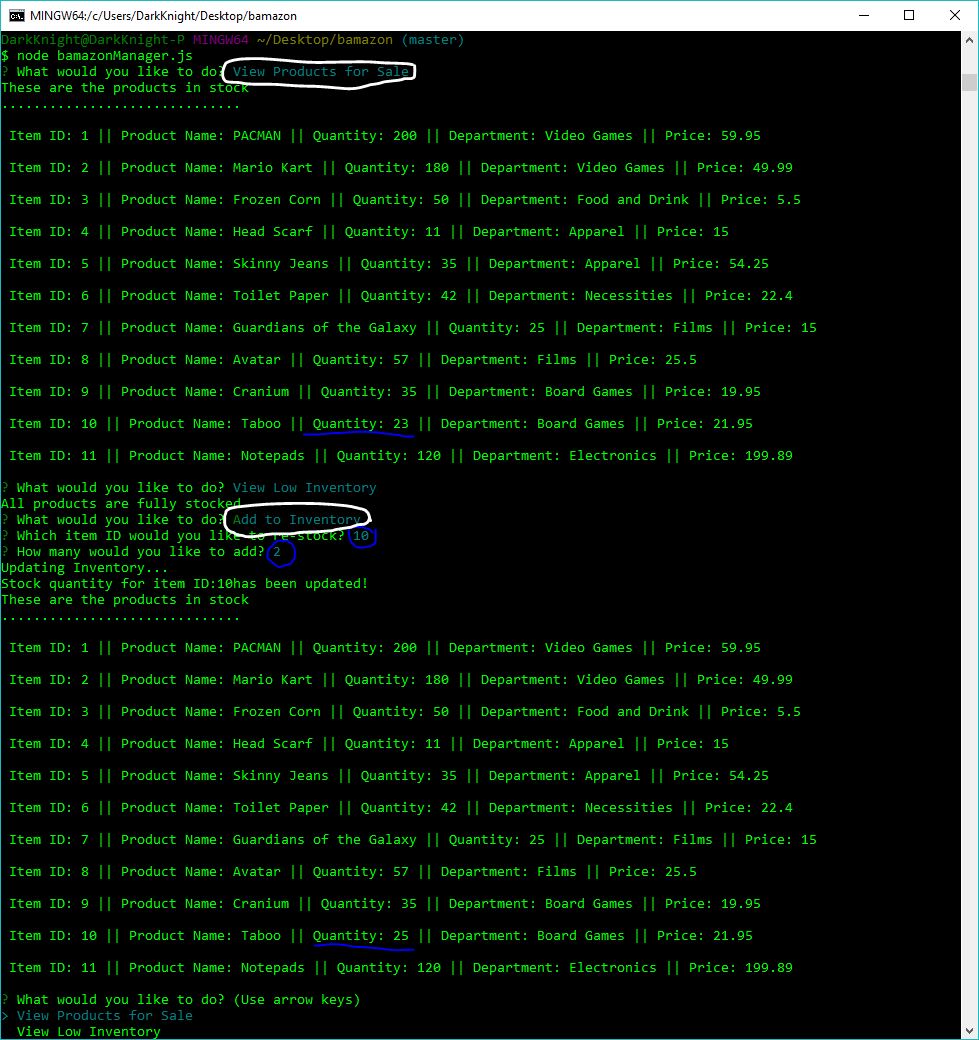 MINGW64:/c/Users/DarkKnight/Desktop/bamazon
DarkKnight@DarkKnight-P MINGW64 ~/Desktop/bamazon (master)
$ node bamazonManager.js
? What would you like to do? View Products for Sale
These are the products in stock
..............................
Item ID: 1 || Product Name: PACMAN || Quantity: 200 || Department: Video Games || Price: 59.95
Item ID: 2 || Product Name: Mario Kart || Quantity: 180 || Department: Video Games || Price: 49.99
Item ID: 3 || Product Name: Frozen Corn || Quantity: 50 || Department: Food and Drink || Price: 5.5
Item ID: 4 || Product Name: Head Scarf || Quantity: 11 || Department: Apparel || Price: 15
Item ID: 5 || Product Name: Skinny Jeans || Quantity: 35 || Department: Apparel || Price: 54.25
Item ID: 6 || Product Name: Toilet Paper || Quantity: 42 || Department: Necessities || Price: 22.4
Item ID: 7 || Product Name: Guardians of the Galaxy || Quantity: 25 || Department: Films || Price: 15
Item ID: 8 || Product Name: Avatar || Quantity: 57 || Department: Films || Price: 25.5
Item ID: 9 || Product Name: Cranium || Quantity: 35 || Department: Board Games || Price: 19.95
Item ID: 10 || Product Name: Taboo || Quantity: 23 || Department: Board Games || Price: 21.95
Item ID: 11 || Product Name: Notepads || Quantity: 120 || Department: Electronics || Price: 199.89
? What would you like to do? View Low Inventory
All products are fully stocked
? What would you like to do? Add to Inventory
? Which item ID would you like to re-stock? 10
? How many would you like to add? 2
Updating Inventory...
Stock quantity for item ID:10has been updated!
These are the products in stock
..............................
Item ID: 1 || Product Name: PACMAN || Quantity: 200 || Department: Video Games || Price: 59.95
Item ID: 2 || Product Name: Mario Kart || Quantity: 180 || Department: Video Games || Price: 49.99
Item ID: 3 || Product Name: Frozen Corn || Quantity: 50 || Department: Food and Drink || Price: 5.5
Item ID: 4 || Product Name: Head Scarf || Quantity: 11 || Department: Apparel || Price: 15
Item ID: 5 || Product Name: Skinny Jeans || Quantity: 35 || Department: Apparel || Price: 54.25
Item ID: 6 || Product Name: Toilet Paper || Quantity: 42 || Department: Necessities || Price: 22.4
Item ID: 7 || Product Name: Guardians of the Galaxy || Quantity: 25 || Department: Films || Price: 15
Item ID: 8 || Product Name: Avatar || Quantity: 57 || Department: Films || Price: 25.5
Item ID: 9 || Product Name: Cranium || Quantity: 35 || Department: Board Games || Price: 19.95
Item ID: 10 || Product Name: Taboo || Quantity: 25 || Department: Board Games || Price: 21.95
Item ID: 11 || Product Name: Notepads || Quantity: 120 || Department: Electronics || Price: 199.89
? What would you like to do? (Use arrow keys)
> View Products for Sale
View Low Inventory